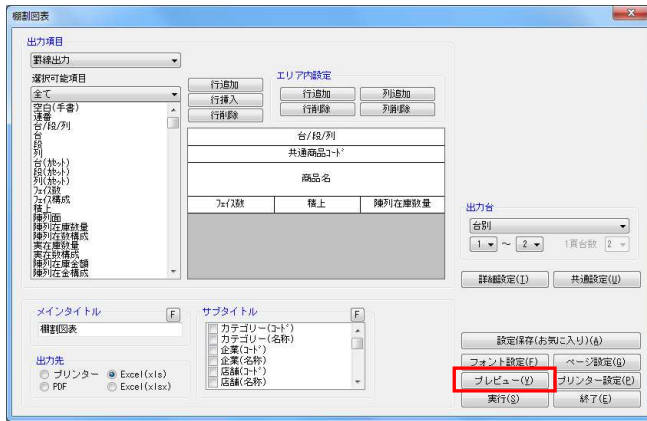 棚割図表
出力項目
罫線出力
選択可能項目
全て
空白(手書)
連番
台/段/列
台
段
列
台(ｶｾｯﾄ)
段(ｶｾｯﾄ)
列(ｶｾｯﾄ)
ﾌｪｲｽ数
ﾌｪｲｽ構成
積上
陳列面
陳列在庫数量
陳列在数構成
実在庫数量
実在数構成
陳列在庫金額
陳列在金構成
行追加
行挿入
行削除
エリア内設定
行追加
列追加
行削除
列削除
台/段/列
共通商品ｺｰﾄﾞ
商品名
ﾌｪｲｽ数 積上 陳列在庫数量
出力台
台別
1 ～ 2 1頁台数 2
詳細設定(I) 共通設定(U)
メインタイトル F
棚割図表
出力先
プリンター Excel(xls)
PDF Excel(xlsx)
サブタイトル F
カテゴリー(ｺｰﾄﾞ)
カテゴリー(名称)
企業(ｺｰﾄﾞ)
企業(名称)
店舗(ｺｰﾄﾞ)
店舗(名称)
設定保存(お気に入り)(A)
フォント設定(F) ページ設定(G)
プレビュー(V) プリンター設定(P)
実行(S) 終了(E)